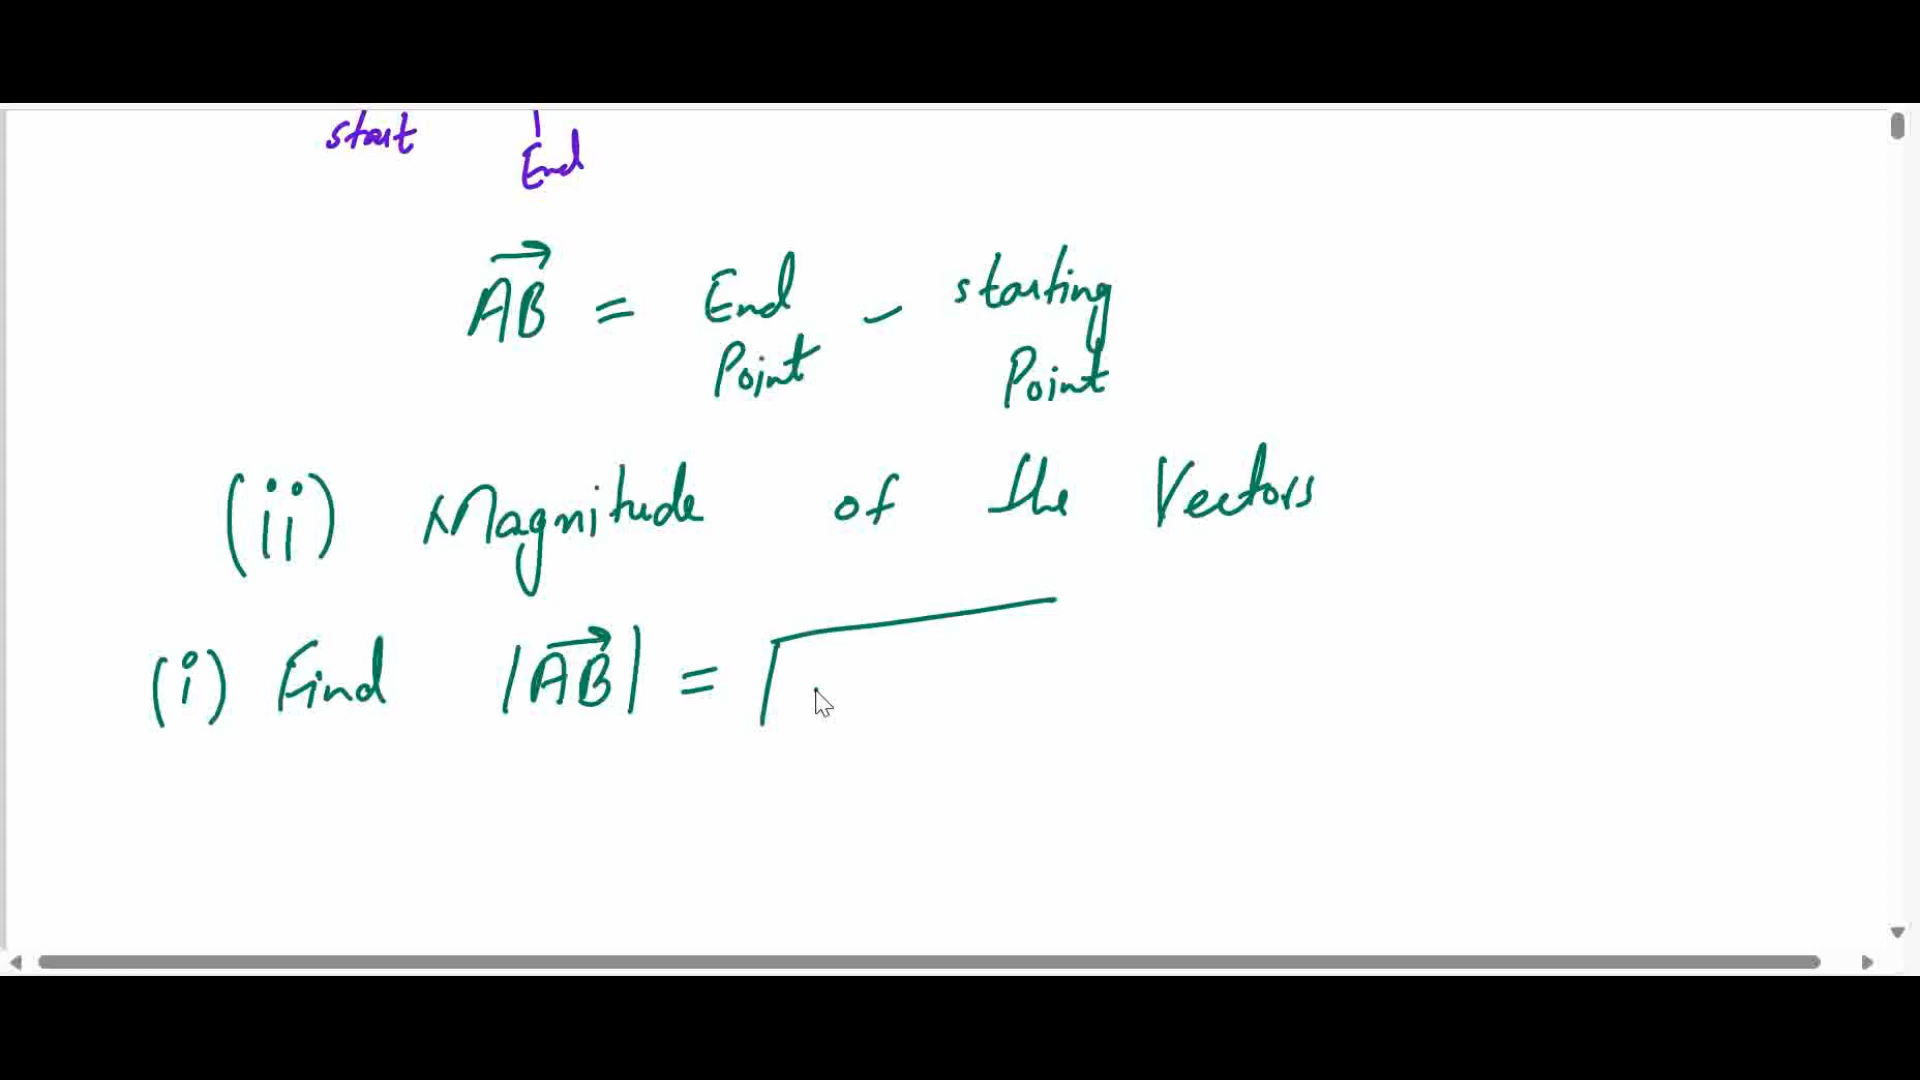 start End
AB = End Point - starting Point
(ii) Magnitude of the Vectors
(i) Find |AB| = √